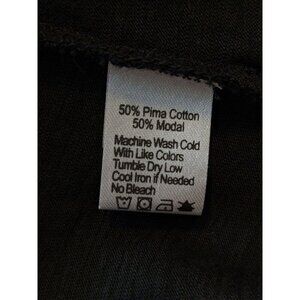 50% Pima Cotton
50% Modal
Machine Wash Cold
With Like Colors
Tumble Dry Low
Cool Iron if Needed
No Bleach